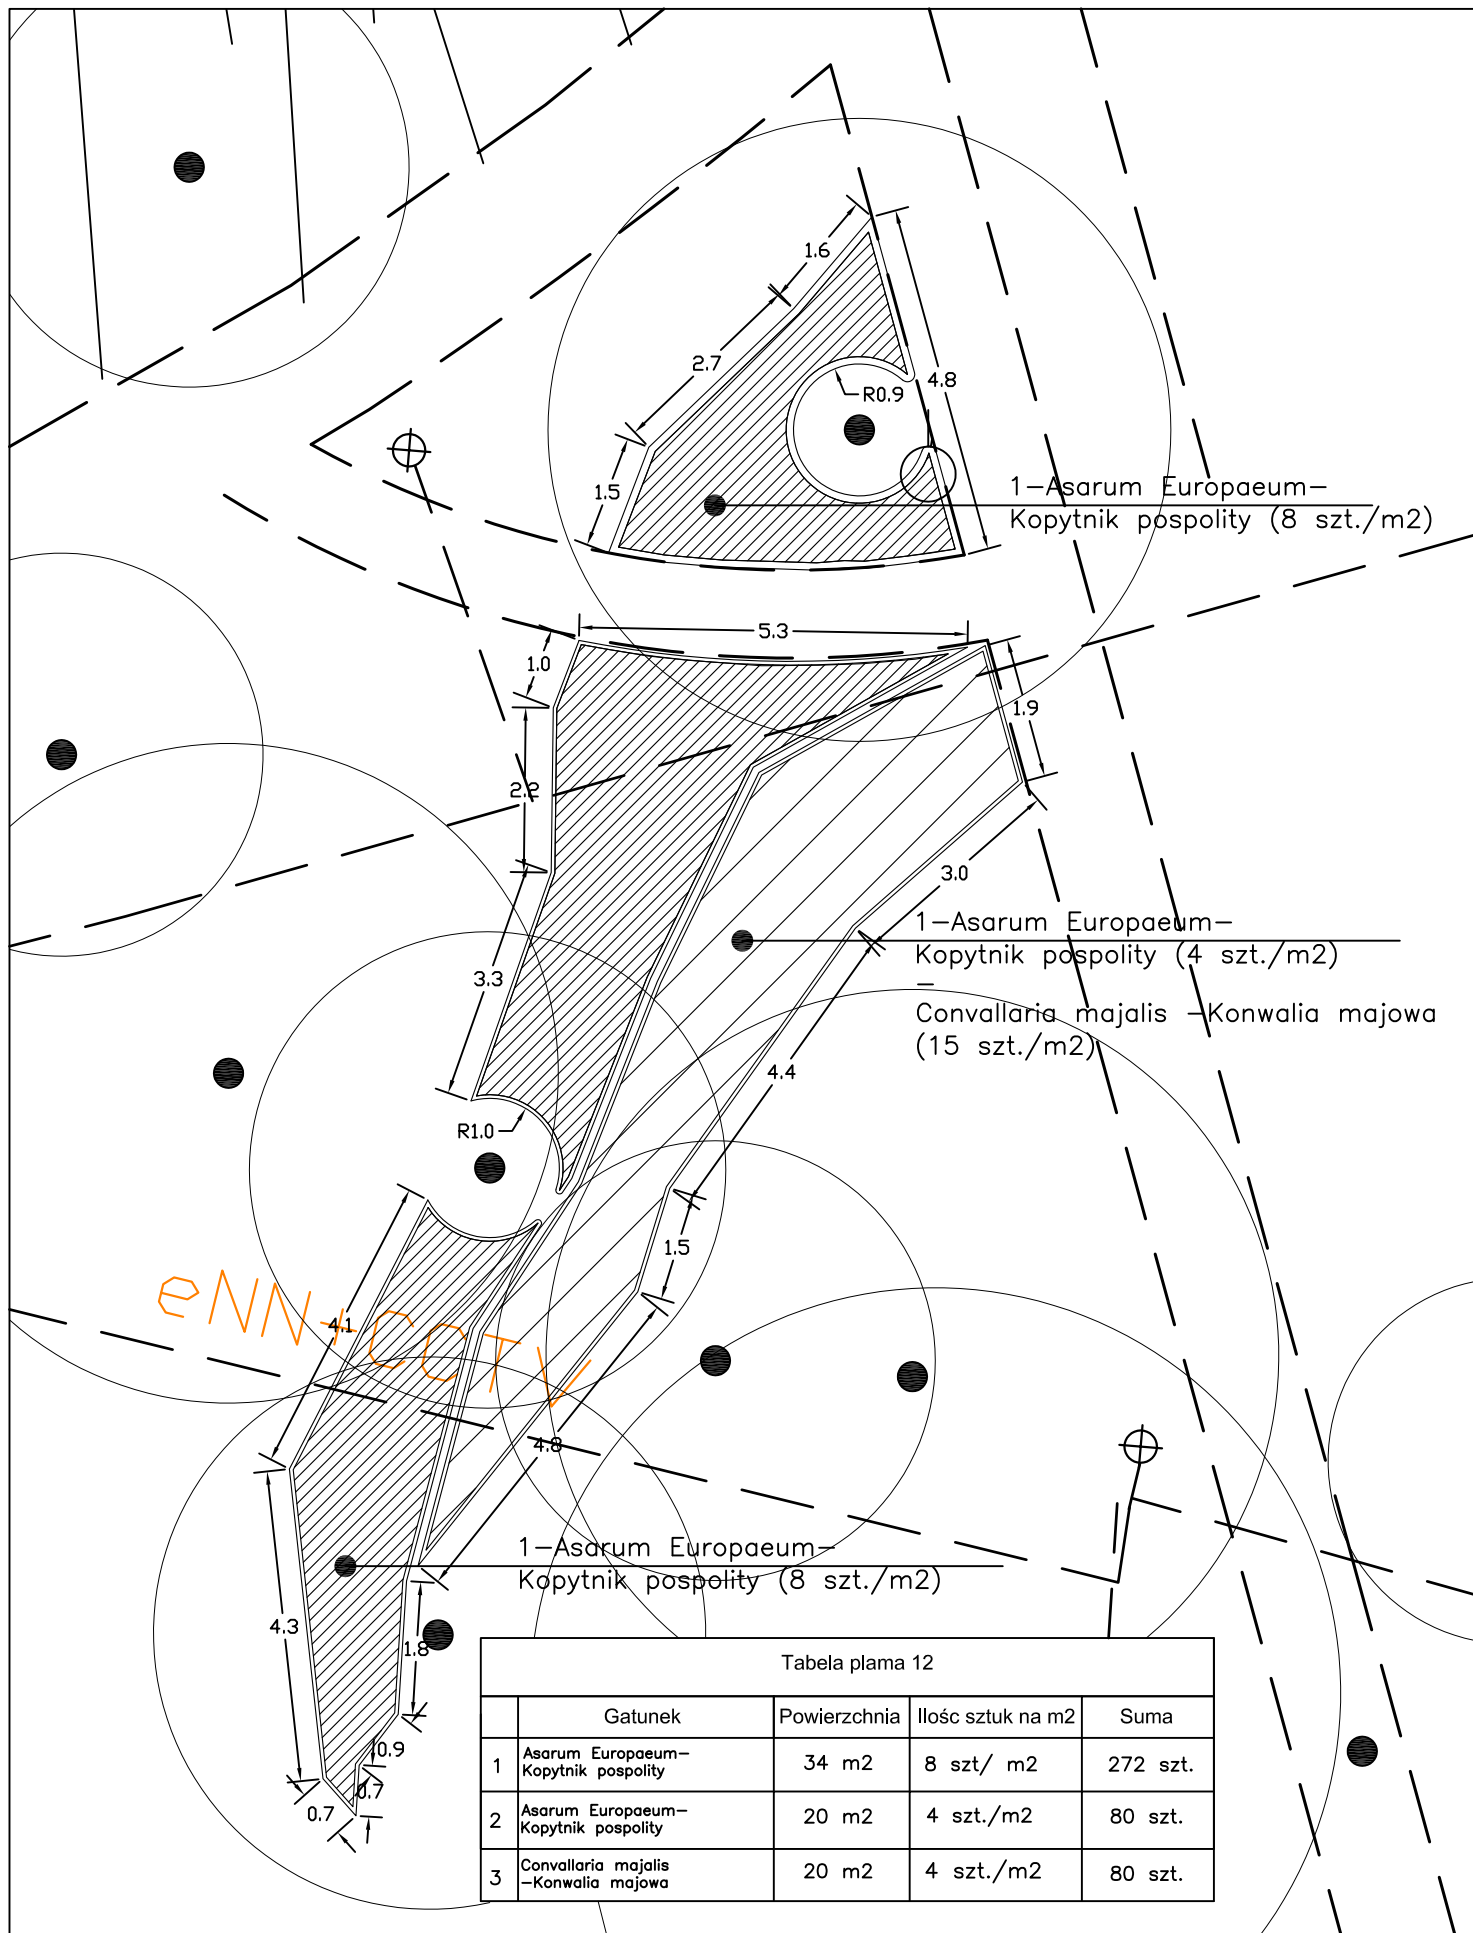 1.6
2.7
R0.9
4.8
1.5
1-Asarum Europaeum-
Kopytnik pospolity (8 szt./m2)
5.3
1.0
1.9
2.2
3.0
1-Asarum Europaeum-
Kopytnik pospolity (4 szt./m2)
-
Convallaria majalis -Konwalia majowa
(15 szt./m2)
3.3
4.4
R1.0
1.5
eNN+CCTV
4.1
4.8
1-Asarum Europaeum-
Kopytnik pospolity (8 szt./m2)
4.3
1.8
0.9
0.7
0.7
Tabela plama 12
Gatunek Powierzchnia Ilośc sztuk na m2 Suma
1 Asarum Europaeum- 34 m2 8 szt/ m2 272 szt.
Kopytnik pospolity
2 Asarum Europaeum- 20 m2 4 szt./m2 80 szt.
Kopytnik pospolity
3 Convallaria majalis 20 m2 4 szt./m2 80 szt.
-Konwalia majowa